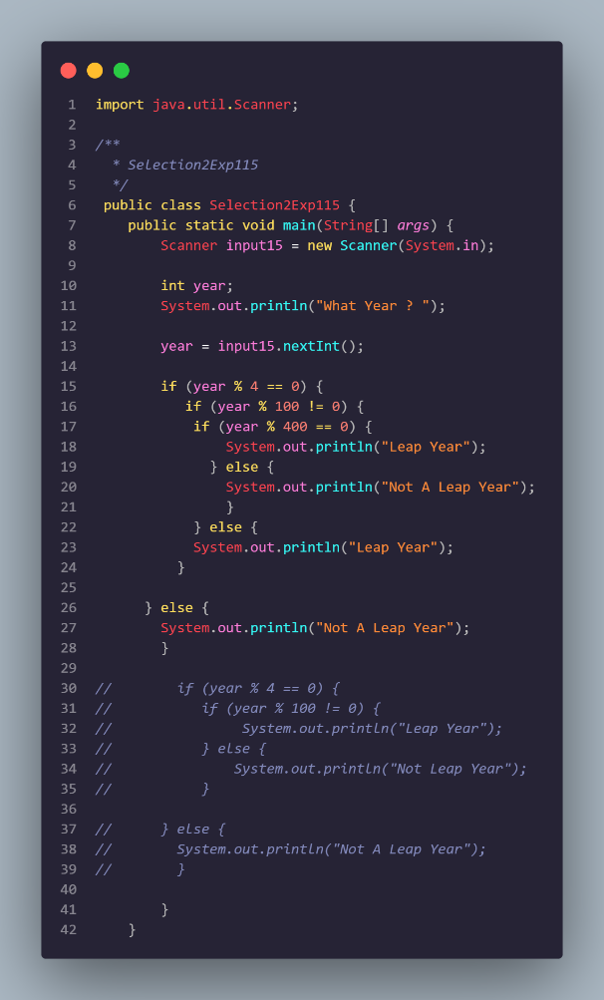 1 import java.util.Scanner;
2
3 /**
4 * Selection2Exp115
5 */
6 public class Selection2Exp115 {
7 public static void main(String[] args) {
8 Scanner input15 = new Scanner(System.in);
9
10 int year;
11 System.out.println("What Year ? ");
12
13 year = input15.nextInt();
14
15 if (year % 4 == 0) {
16 if (year % 100 != 0) {
17 if (year % 400 == 0) {
18 System.out.println("Leap Year");
19 } else {
20 System.out.println("Not A Leap Year");
21 }
22 } else {
23 System.out.println("Leap Year");
24 }
25
26 } else {
27 System.out.println("Not A Leap Year");
28 }
29
30 // if (year % 4 == 0) {
31 // if (year % 100 != 0) {
32 // System.out.println("Leap Year");
33 // } else {
34 // System.out.println("Not Leap Year");
35 // }
36
37 // } else {
38 // System.out.println("Not A Leap Year");
39 // }
40
41 }
42 }